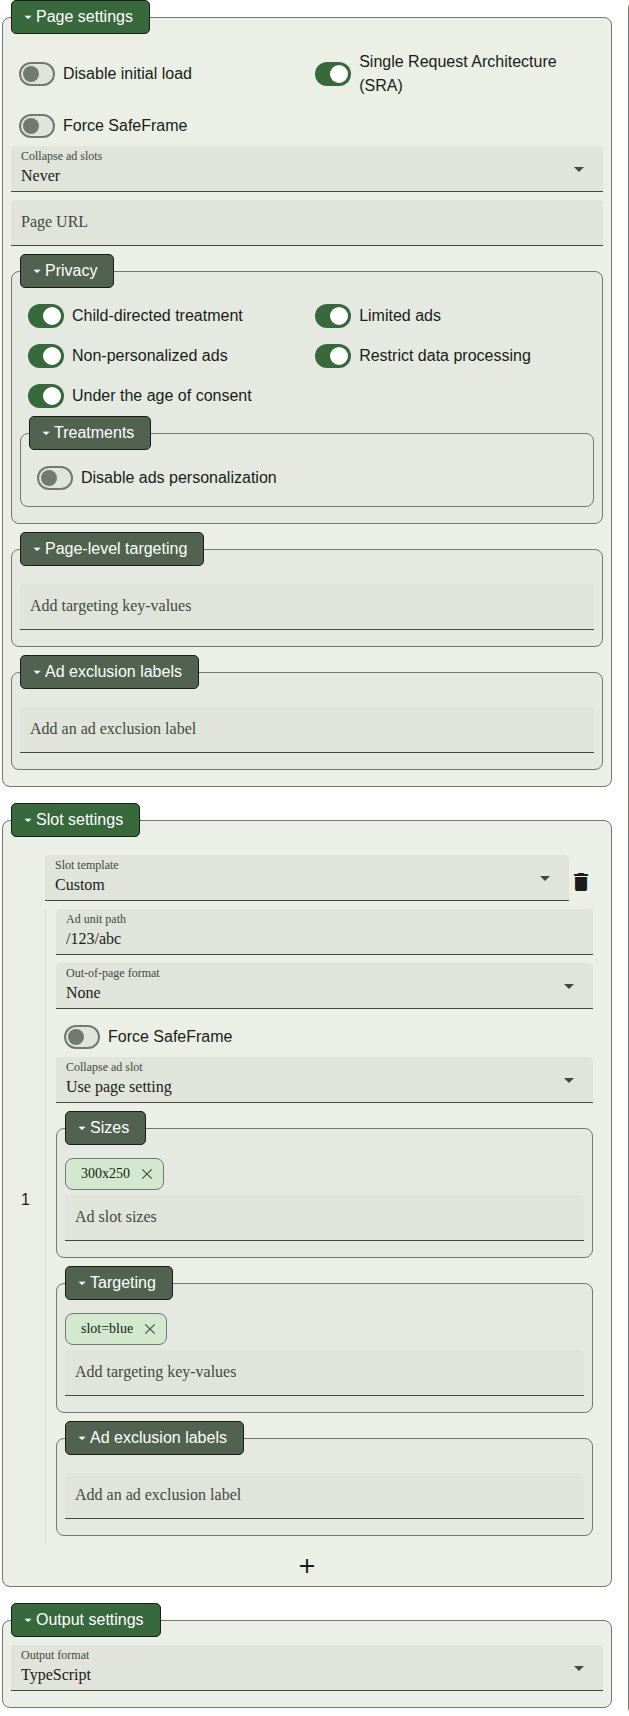 Page settings
Disable initial load
Single Request Architecture
(SRA)
Force SafeFrame
Collapse ad slots
Never
Page URL
Privacy
Child-directed treatment
Limited ads
Non-personalized ads
Restrict data processing
Under the age of consent
Treatments
Disable ads personalization
Page-level targeting
Add targeting key-values
Ad exclusion labels
Add an ad exclusion label
Slot settings
Slot template
Custom
Ad unit path
/123/abc
Out-of-page format
None
Force SafeFrame
Collapse ad slot
Use page setting
Sizes
300x250
1
Ad slot sizes
Targeting
slot=blue
Add targeting key-values
Ad exclusion labels
Add an ad exclusion label
+
Output settings
Output format
TypeScript